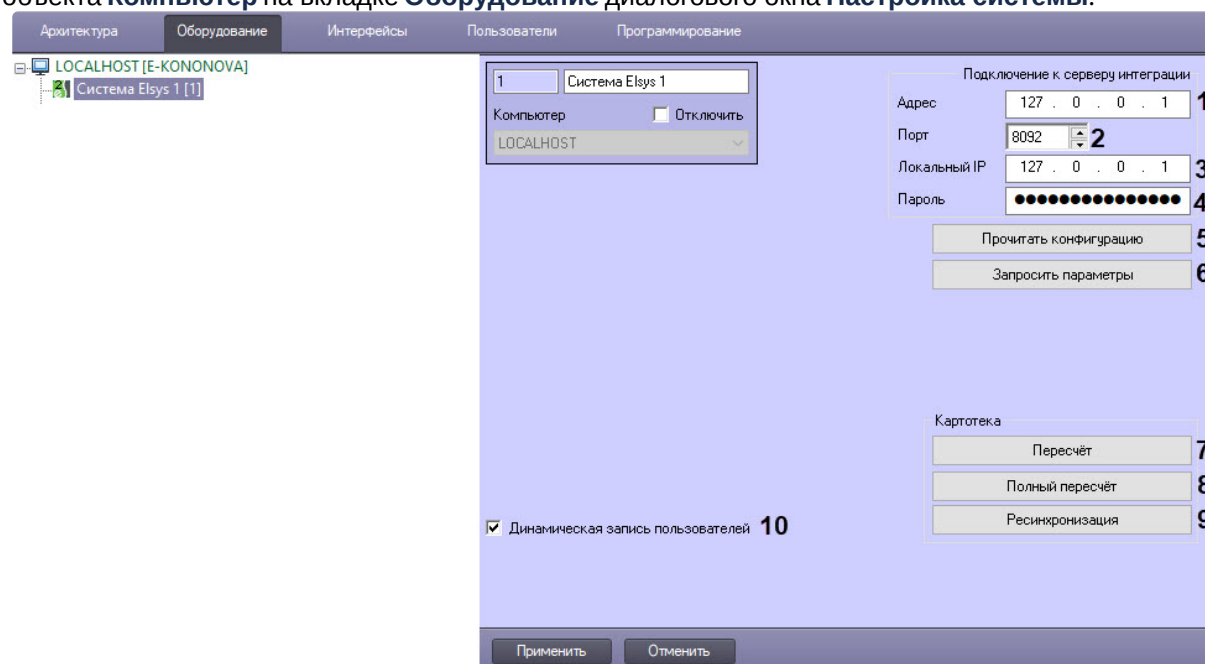 объекта Компьютер на вкладке Оборудование диалогового окна Настройка системы.
Архитектура Оборудование Интерфейсы Пользователи Программирование
LOCALHOST [E-KONONOVA]
Система Elsys 1 [1]
1 Система Elsys 1
Компьютер Отключить
LOCALHOST
Подключение к серверу интеграции
Адрес 127 . 0 . 0 . 1 1
Порт 8092 2
Локальный IP 127 . 0 . 0 . 1 3
Пароль ●●●●●●●●●●●●●●● 4
Прочитать конфигурацию 5
Запросить параметры 6
Картотека
Пересчёт 7
Полный пересчёт 8
Ресинхронизация 9
Динамическая запись пользователей 10
Применить Отменить